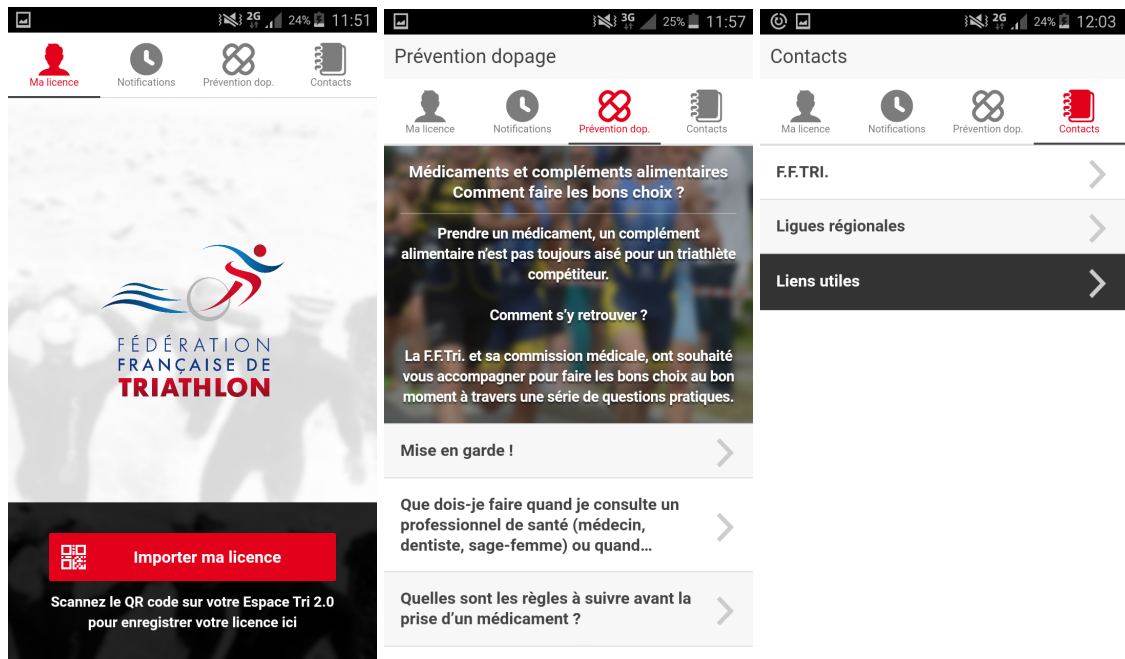 2G 24% 11:51
Ma licence Notifications Prévention dop. Contacts
FÉDÉRATION
FRANÇAISE DE
TRIATHLON
Importer ma licence
Scannez le QR code sur votre Espace Tri 2.0
pour enregistrer votre licence ici
3G 25% 11:57
Prévention dopage
Ma licence Notifications Prévention dop. Contacts
Médicaments et compléments alimentaires
Comment faire les bons choix ?
Prendre un médicament, un complément
alimentaire n'est pas toujours aisé pour un triathlète
compétiteur.
Comment s'y retrouver ?
La F.F.Tri. et sa commission médicale, ont souhaité
vous accompagner pour faire les bons choix au bon
moment à travers une série de questions pratiques.
Mise en garde !
Que dois-je faire quand je consulte un
professionnel de santé (médecin,
dentiste, sage-femme) ou quand…
Quelles sont les règles à suivre avant la
prise d'un médicament ?
2G 24% 12:03
Contacts
Ma licence Notifications Prévention dop. Contacts
F.F.TRI.
Ligues régionales
Liens utiles